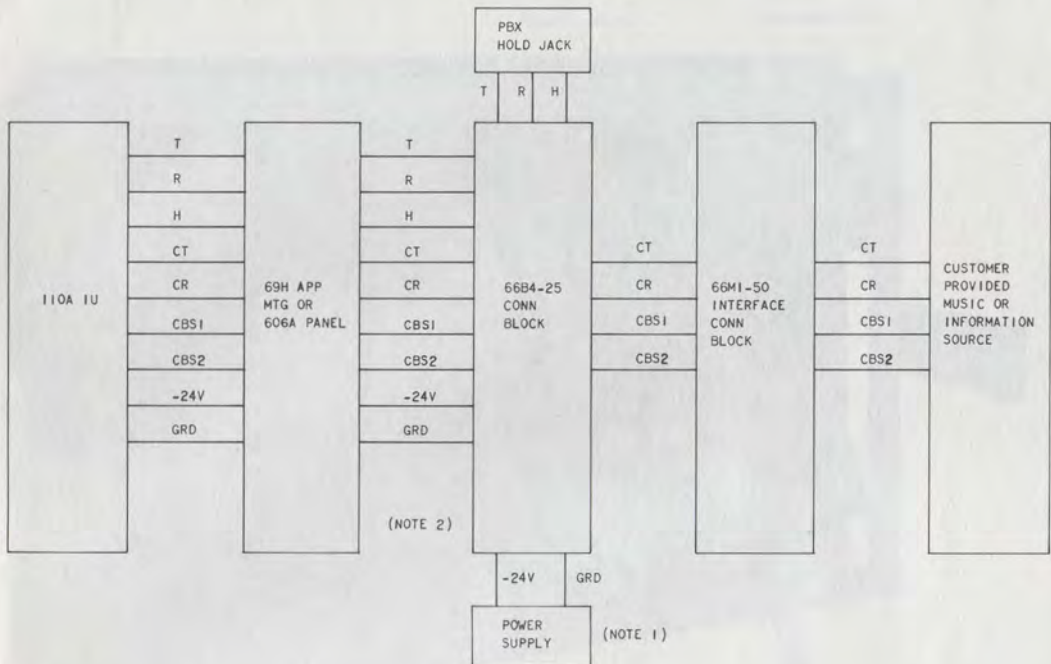 PBX
HOLD JACK
T R H
T
R
H
CT
CR
CBS1
CBS2
-24V
GRD
T
R
H
CT
CR
CBS1
CBS2
-24V
GRD
CT
CR
CBS1
CBS2
CT
CR
CBS1
CBS2
110A IU
69H APP
MTG OR
606A PANEL
66B4-25
CONN
BLOCK
66M1-50
INTERFACE
CONN
BLOCK
CUSTOMER
PROVIDED
MUSIC OR
INFORMATION
SOURCE
(NOTE 2)
-24V GRD
POWER
SUPPLY
(NOTE 1)